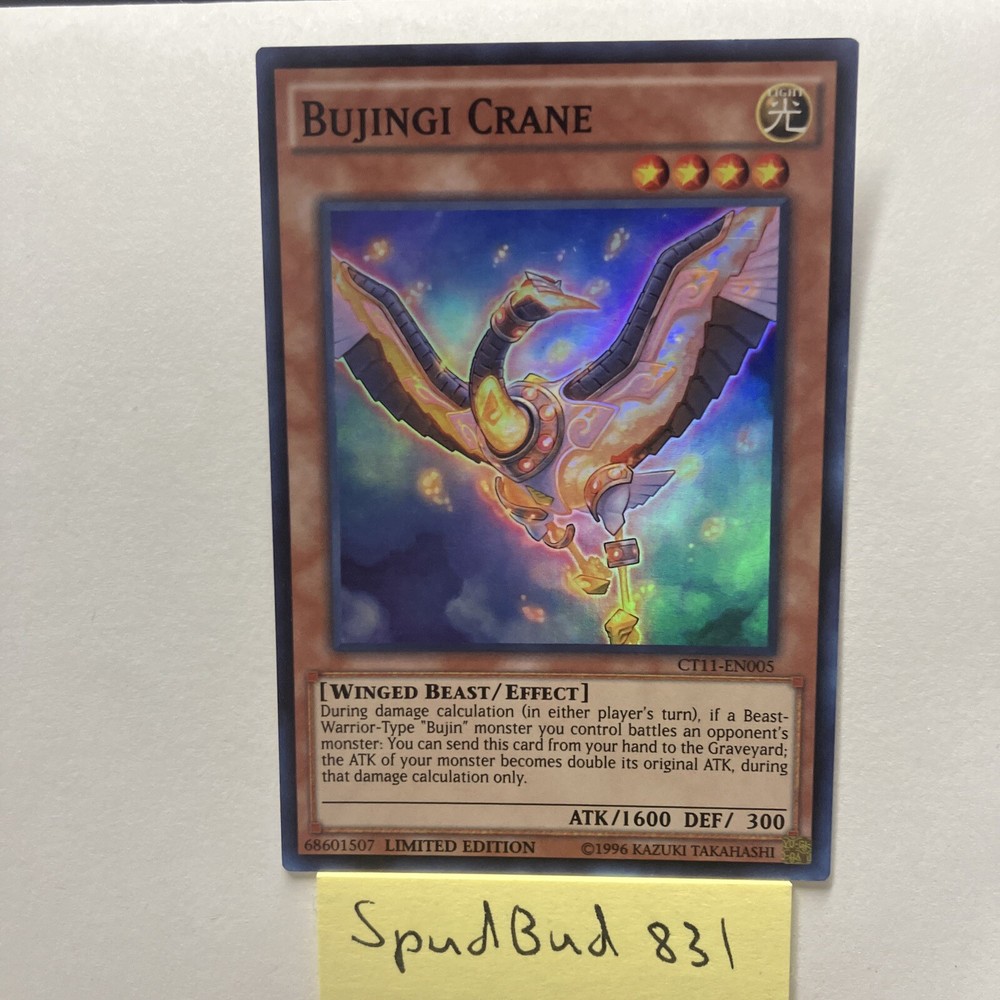 BUJINGI CRANE
LIGHT
光
CT11-EN005
[WINGED BEAST/EFFECT]
During damage calculation (in either player's turn), if a Beast-
Warrior-Type "Bujin" monster you control battles an opponent's
monster: You can send this card from your hand to the Graveyard;
the ATK of your monster becomes double its original ATK, during
that damage calculation only.
ATK/1600 DEF/ 300
68601507 LIMITED EDITION ©1996 KAZUKI TAKAHASHI
SpudBud 831